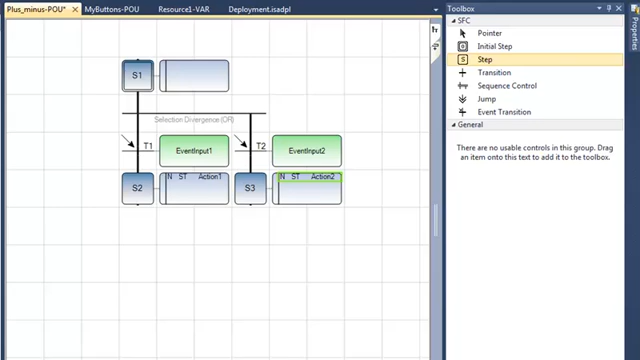 Plus_minus-POU*
MyButtons-POU
Resource1-VAR
Deployment.isadpl
S1
Selection Divergence (OR)
T1
EventInput1
T2
EventInput2
S2
N ST Action1
S3
N ST Action2
Toolbox
SFC
Pointer
Initial Step
S Step
Transition
Sequence Control
Jump
Event Transition
General
There are no usable controls in this group. Drag
an item onto this text to add it to the toolbox.
Properties